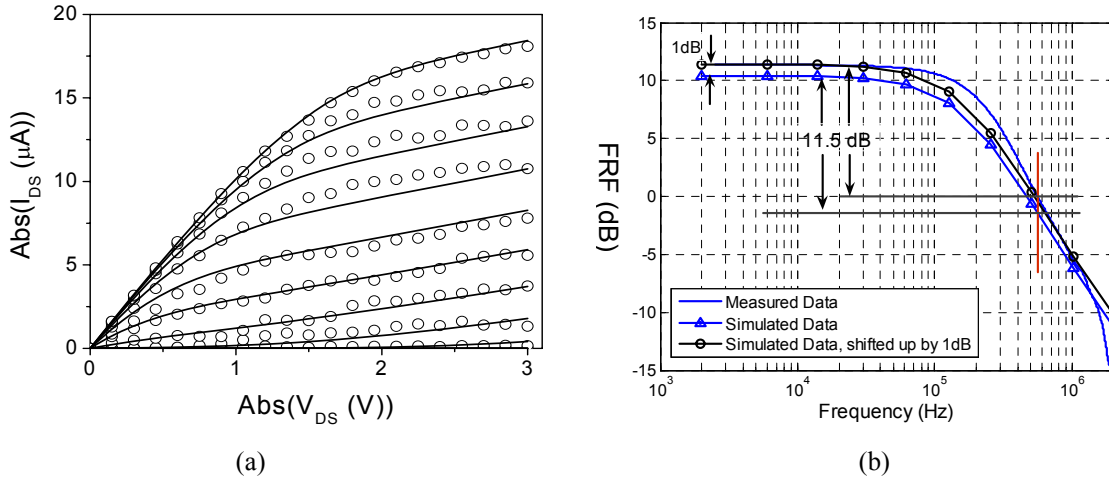 Abs(I_DS (μA))
20
15
10
5
0
0
1
2
3
Abs(V_DS (V))
(a)
FRF (dB)
15
10
5
0
-5
-10
-15
1dB
11.5 dB
Measured Data
Simulated Data
Simulated Data, shifted up by 1dB
10^3
10^4
10^5
10^6
Frequency (Hz)
(b)